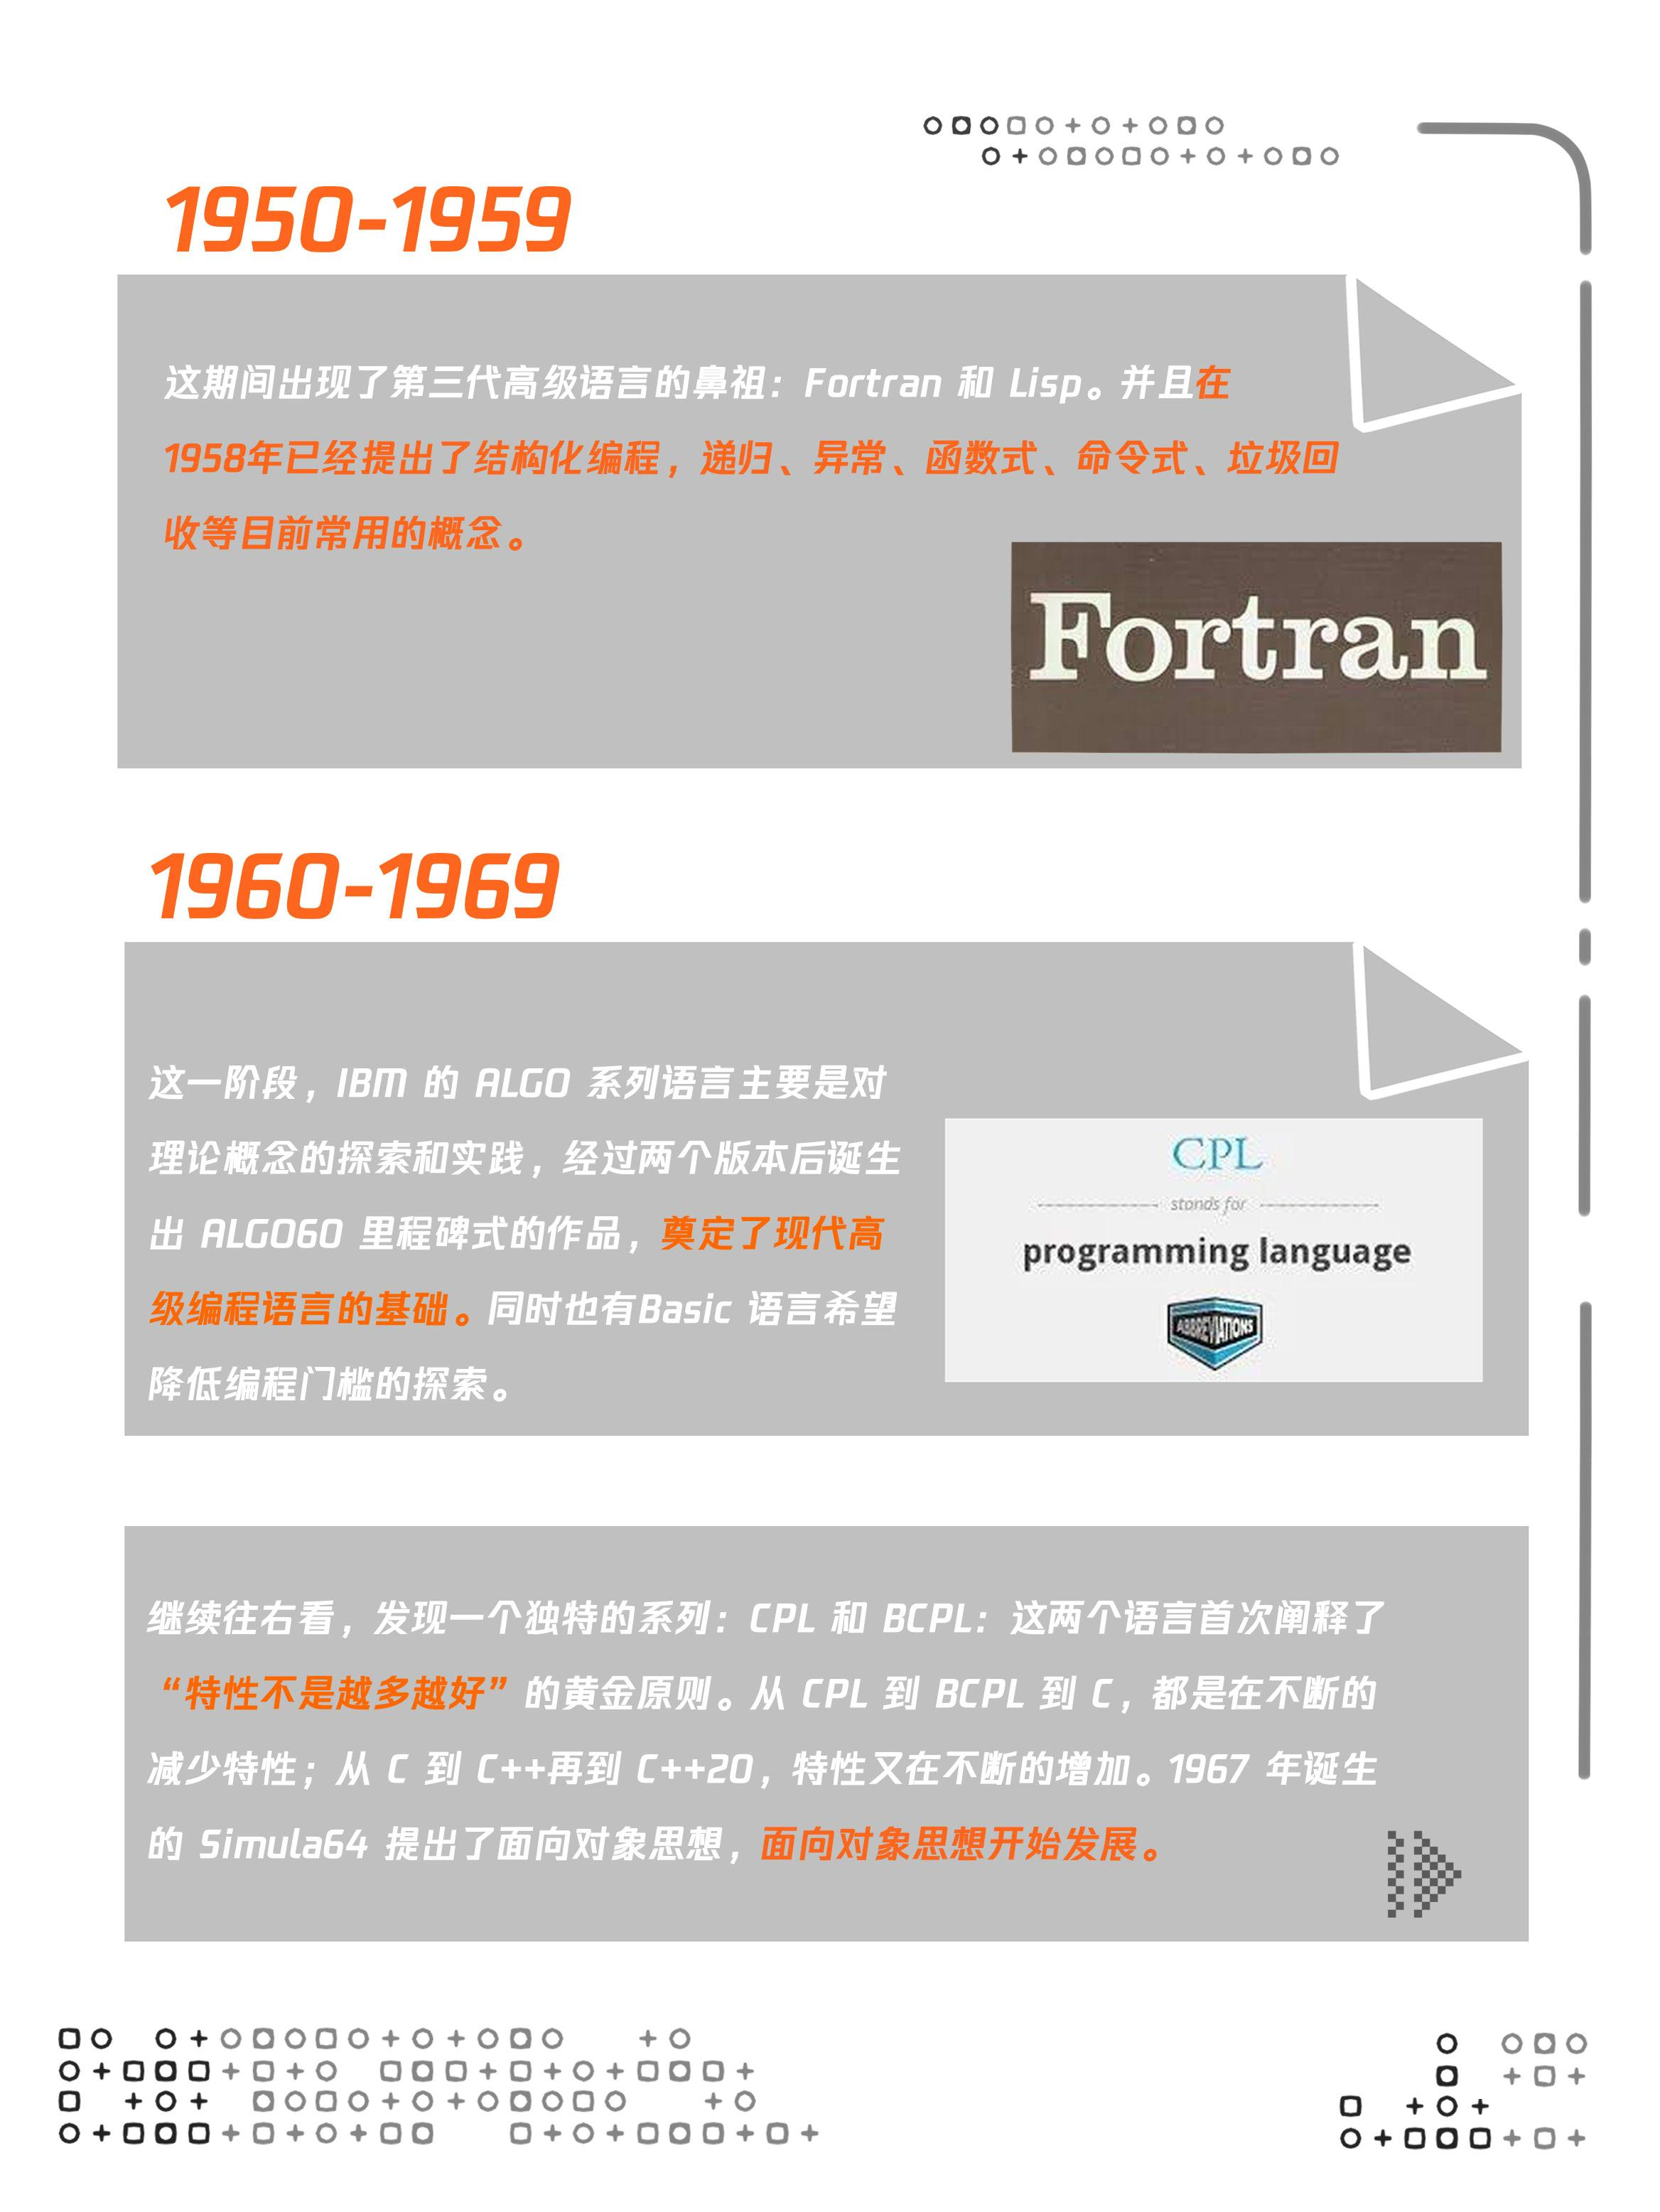 1950-1959
这期间出现了第三代高级语言的鼻祖：Fortran 和 Lisp。并且在
1958年已经提出了结构化编程，递归、异常、函数式、命令式、垃圾回
收等目前常用的概念。
Fortran
1960-1969
这一阶段，IBM 的 ALGO 系列语言主要是对
理论概念的探索和实践，经过两个版本后诞生
出 ALGO60 里程碑式的作品，奠定了现代高
级编程语言的基础。同时也有Basic 语言希望
降低编程门槛的探索。
CPL
stands for
programming language
ABBREVIATIONS
继续往右看，发现一个独特的系列：CPL 和 BCPL：这两个语言首次阐释了
“特性不是越多越好”的黄金原则。从 CPL 到 BCPL 到 C，都是在不断的
减少特性；从 C 到 C++再到 C++20，特性又在不断的增加。1967 年诞生
的 Simula64 提出了面向对象思想，面向对象思想开始发展。